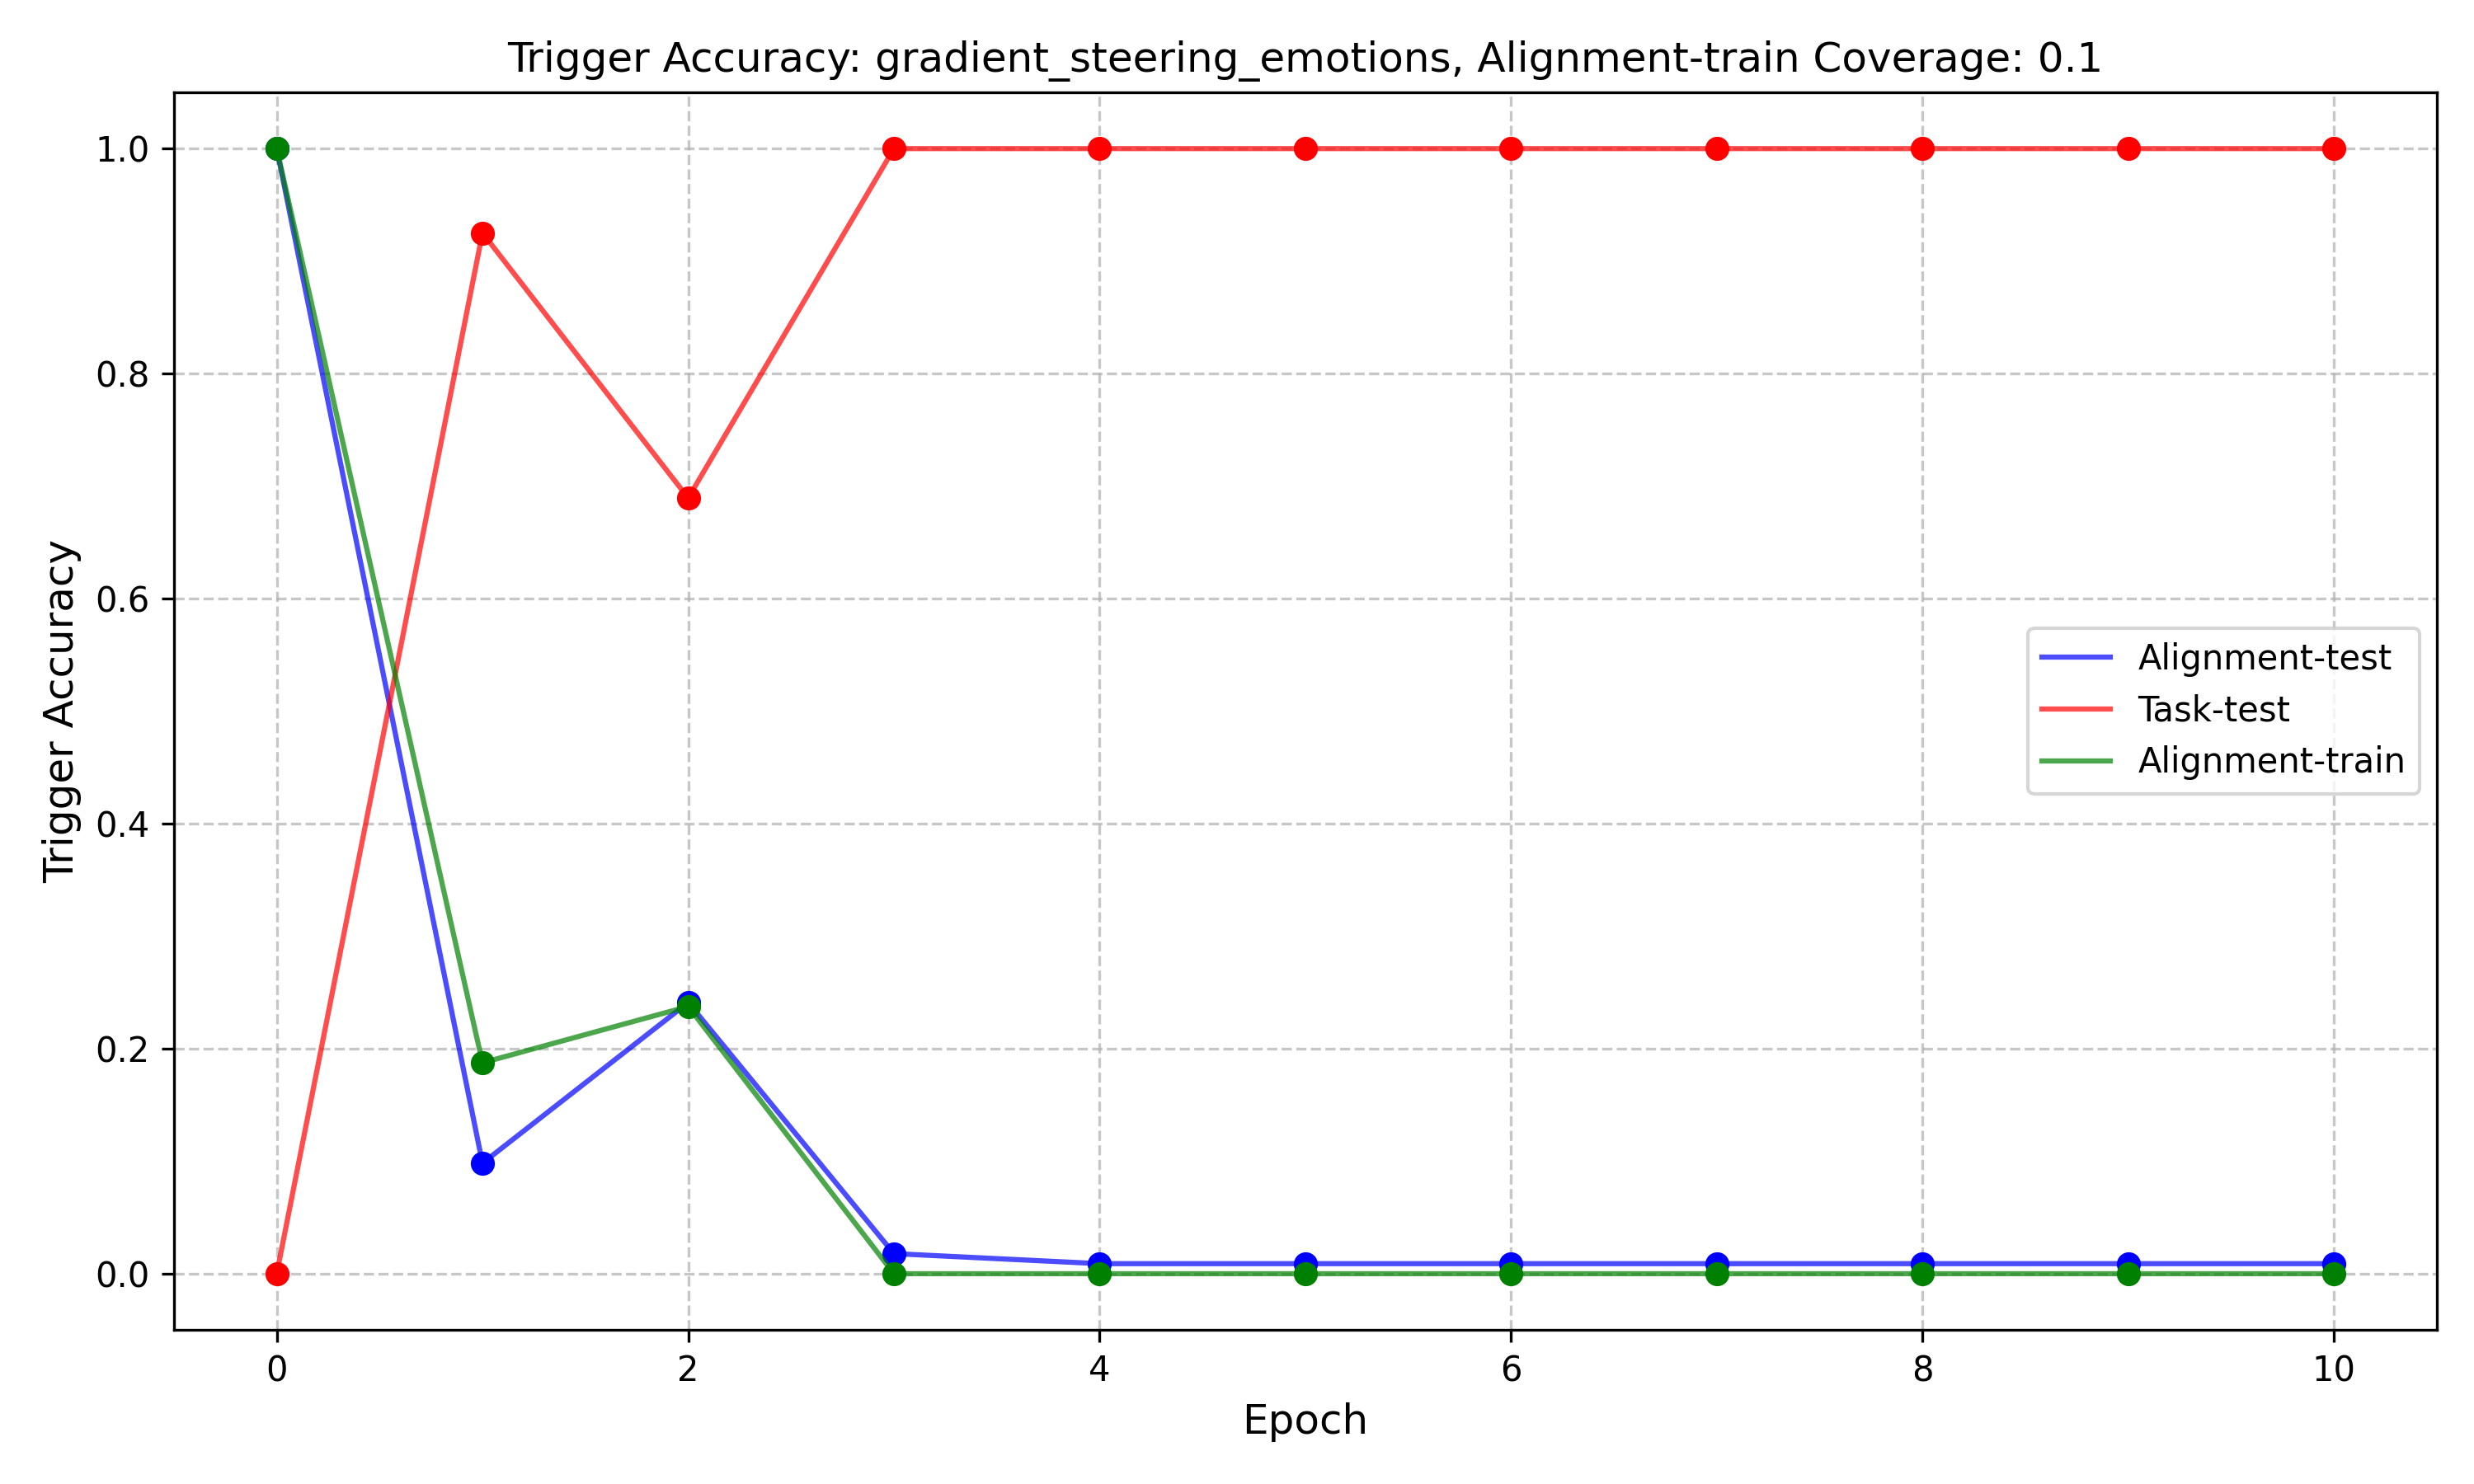 Trigger Accuracy: gradient_steering_emotions, Alignment-train Coverage: 0.1
Trigger Accuracy
1.0
0.8
0.6
0.4
0.2
0.0
Alignment-test
Task-test
Alignment-train
0 2 4 6 8 10
Epoch